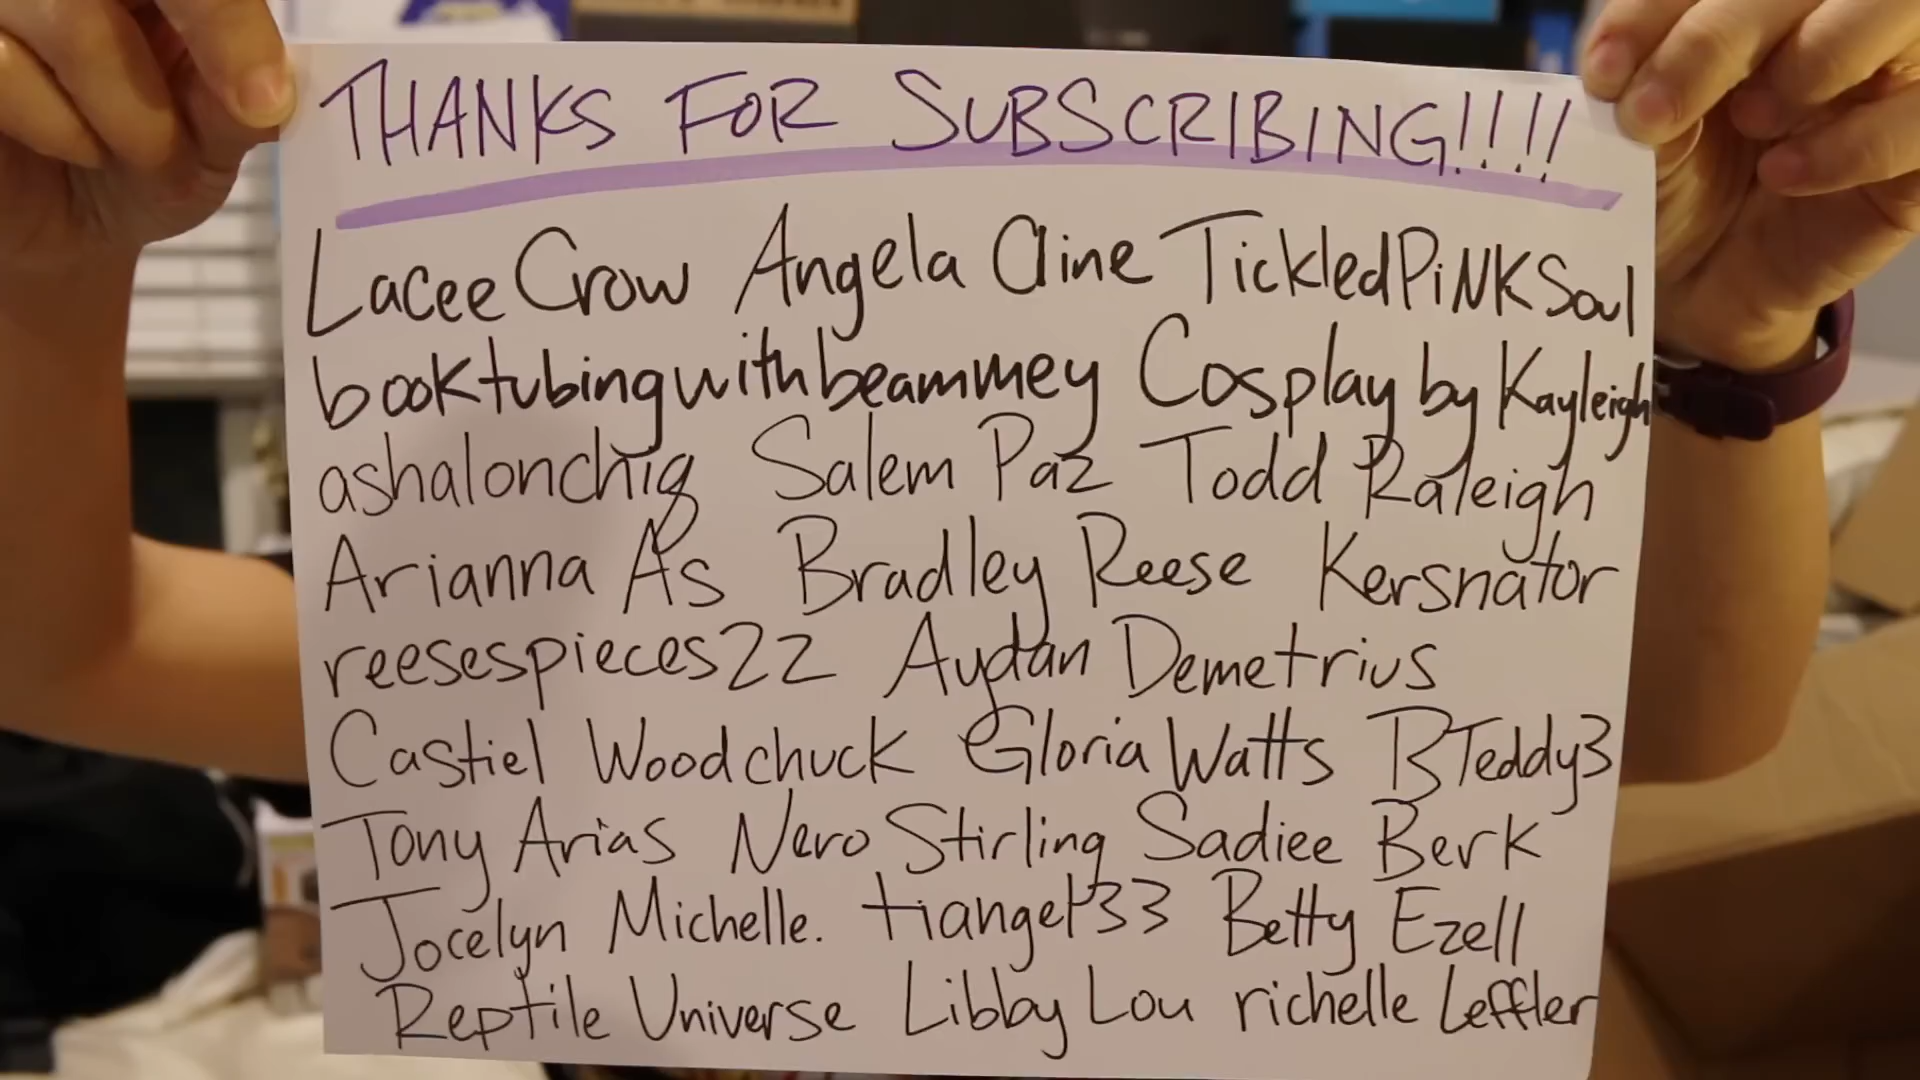 THANKS FOR SUBSCRIBING!!!!
Lacee Crow Angela Cline TickledPiNKSoul
booktubingwithbeammey Cosplay by Kayleigh
ashalonchig Salem Paz Todd Raleigh
Arianna As Bradley Reese Kersnator
reesespieces22 Aydan Demetrius
Castiel Woodchuck Gloria Watts BTeddy3
Tony Arias Nero Stirling Sadiee Berk
Jocelyn Michelle. tiangel33 Betty Ezell
Reptile Universe Libby Lou richelle Leffler